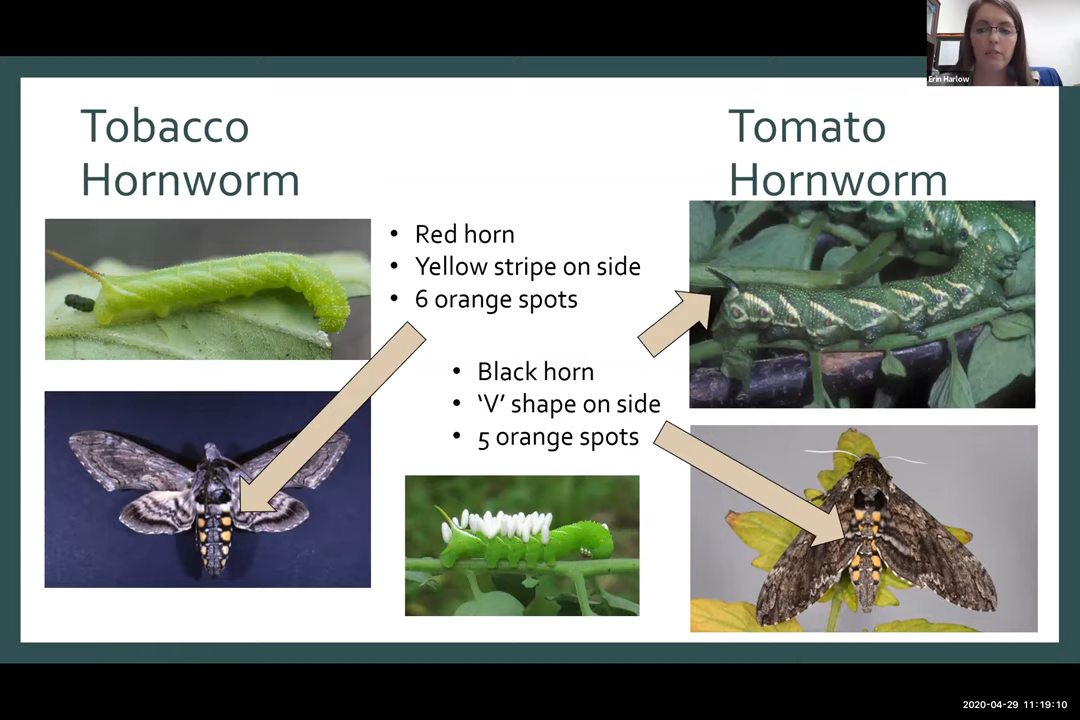 Erin Harlow
Tobacco
Hornworm
Tomato
Hornworm
• Red horn
• Yellow stripe on side
• 6 orange spots
• Black horn
• ‘V’ shape on side
• 5 orange spots
2020-04-29 11:19:10